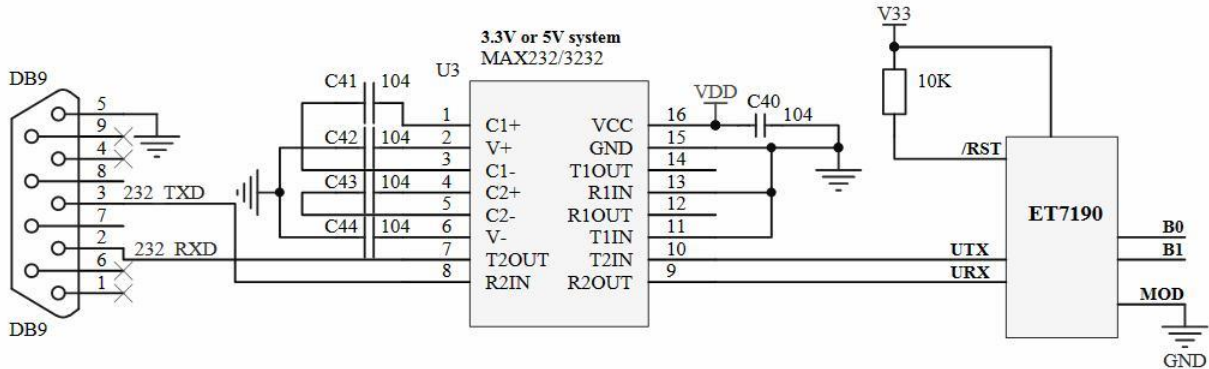 DB9
5
9
4
8
3
7
2
6
1
DB9
232 TXD
232 RXD
C41 104
C42 104
C43 104
C44 104
3.3V or 5V system
U3 MAX232/3232
1 C1+ VCC 16
2 V+ GND 15
3 C1- T1OUT 14
4 C2+ R1IN 13
5 C2- R1OUT 12
6 V- T1IN 11
7 T2OUT T2IN 10
8 R2IN R2OUT 9
VDD
C40
104
V33
10K
/RST
ET7190
UTX
URX
B0
B1
MOD
GND